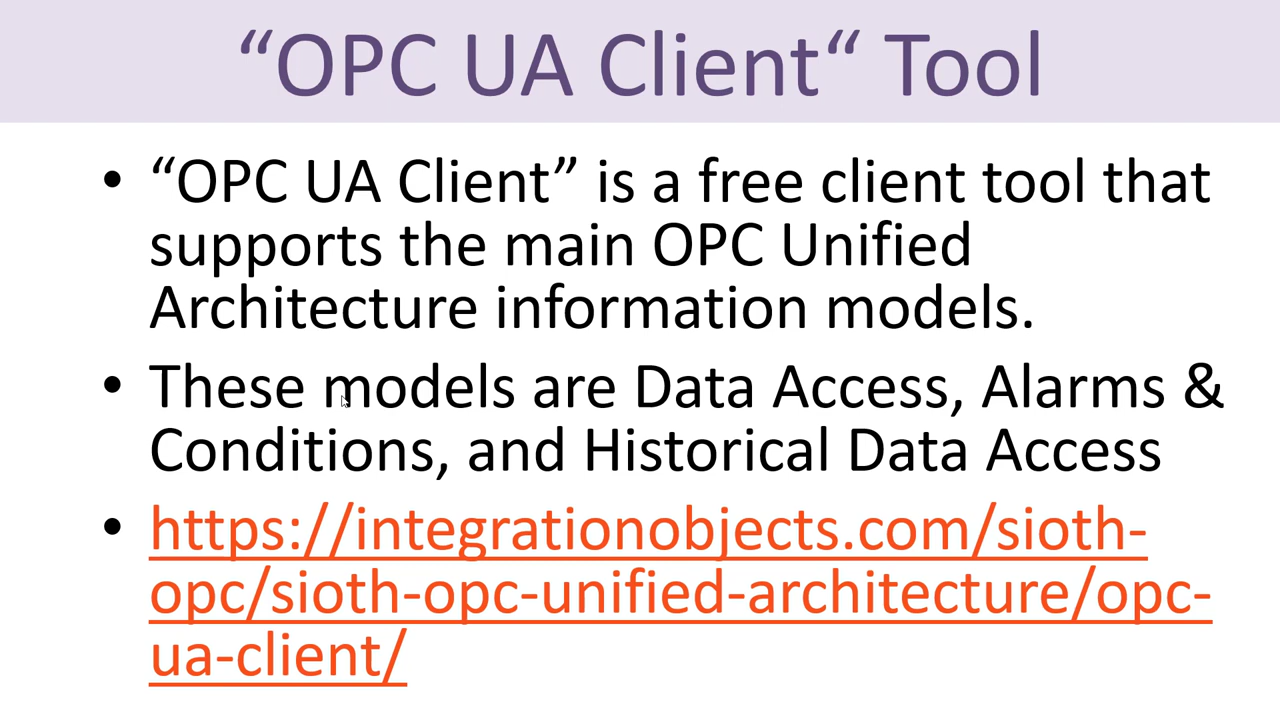 “OPC UA Client“ Tool
• “OPC UA Client” is a free client tool that
supports the main OPC Unified
Architecture information models.
• These models are Data Access, Alarms &
Conditions, and Historical Data Access
• https://integrationobjects.com/sioth-
opc/sioth-opc-unified-architecture/opc-
ua-client/